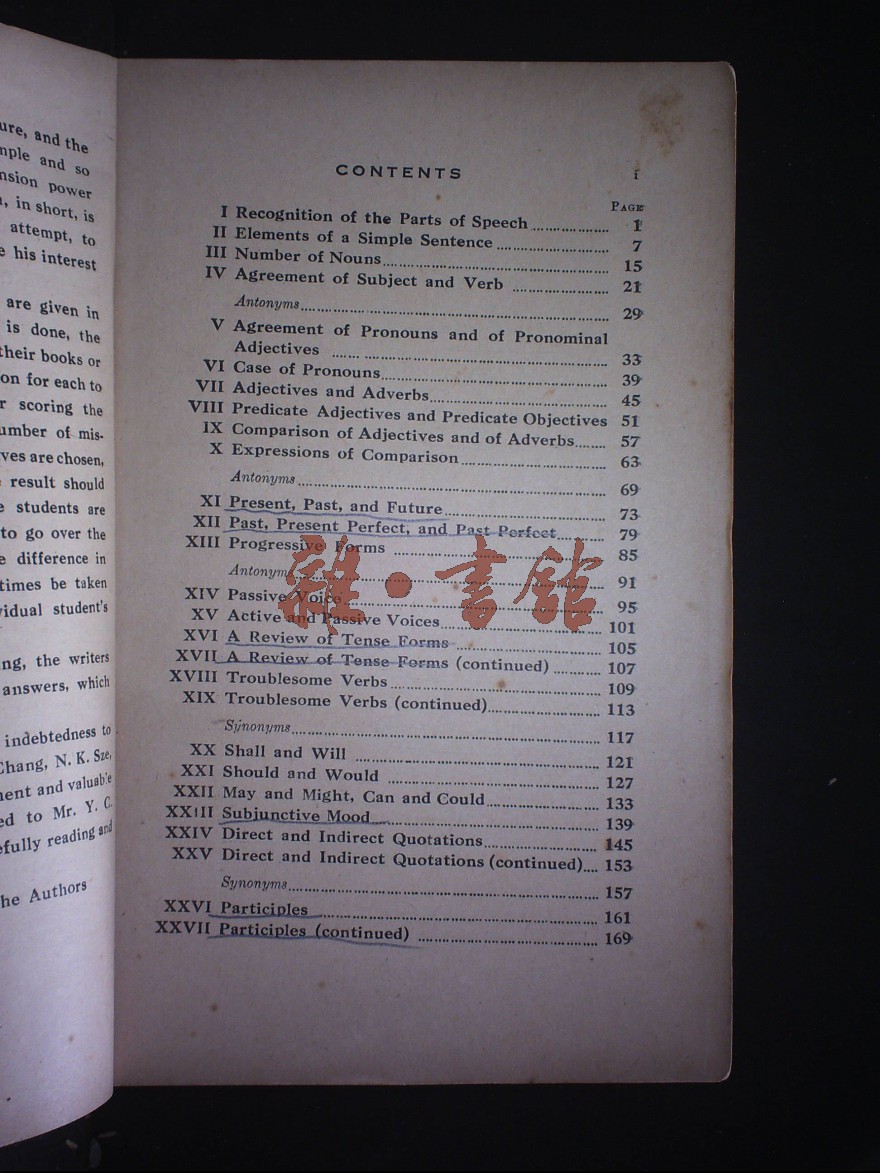 ure, and the
mple and so
nsion power
, in short, is
attempt, to
e his interest
are given in
is done, the
their books or
on for each to
r scoring the
umber of mis-
ves are chosen,
result should
e students are
to go over the
e difference in
times be taken
vidual student's
ng, the writers
answers, which
indebtedness to
Chang, N. K. Sze,
ment and valuable
ed to Mr. Y. C.
efully reading and
he Authors
CONTENTS i
PAGE
I Recognition of the Parts of Speech 1
II Elements of a Simple Sentence 7
III Number of Nouns 15
IV Agreement of Subject and Verb 21
Antonyms 29
V Agreement of Pronouns and of Pronominal
Adjectives 33
VI Case of Pronouns 39
VII Adjectives and Adverbs 45
VIII Predicate Adjectives and Predicate Objectives 51
IX Comparison of Adjectives and of Adverbs 57
X Expressions of Comparison 63
Antonyms 69
XI Present, Past, and Future 73
XII Past, Present Perfect, and Past Perfect 79
XIII Progressive Forms 85
Antonyms 91
XIV Passive Voice 95
XV Active and Passive Voices 101
XVI A Review of Tense Forms 105
XVII A Review of Tense Forms (continued) 107
XVIII Troublesome Verbs 109
XIX Troublesome Verbs (continued) 113
Synonyms 117
XX Shall and Will 121
XXI Should and Would 127
XXII May and Might, Can and Could 133
XXIII Subjunctive Mood 139
XXIV Direct and Indirect Quotations 145
XXV Direct and Indirect Quotations (continued) 153
Synonyms 157
XXVI Participles 161
XXVII Participles (continued) 169
雜·書館